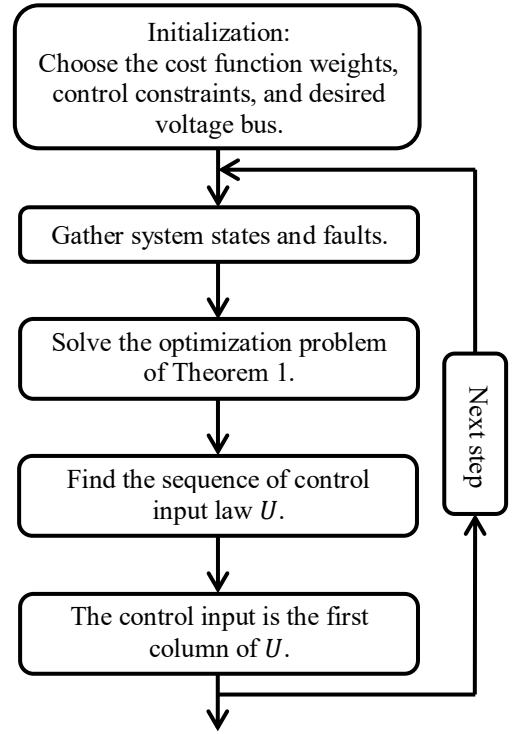 Initialization:
Choose the cost function weights,
control constraints, and desired
voltage bus.
Gather system states and faults.
Solve the optimization problem
of Theorem 1.
Find the sequence of control
input law U.
The control input is the first
column of U.
Next step